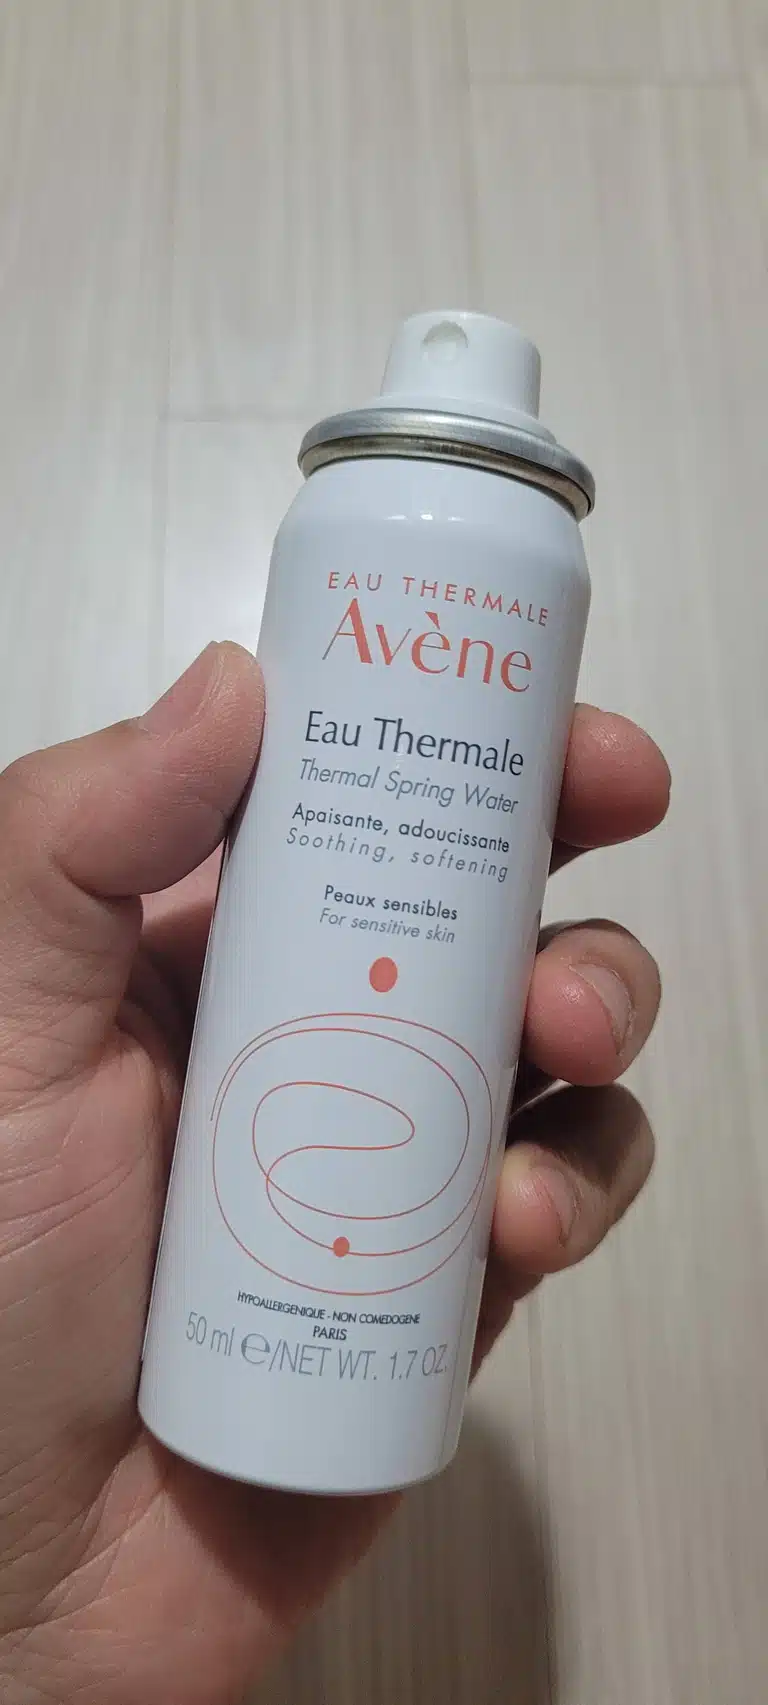 EAU THERMALE
Avène
Eau Thermale
Thermal Spring Water
Apaisante, adoucissante
Soothing, softening
Peaux sensibles
For sensitive skin
HYPOALLERGENIQUE - NON COMEDOGENE
PARIS
50 ml ℮/NET WT. 1.7 OZ.